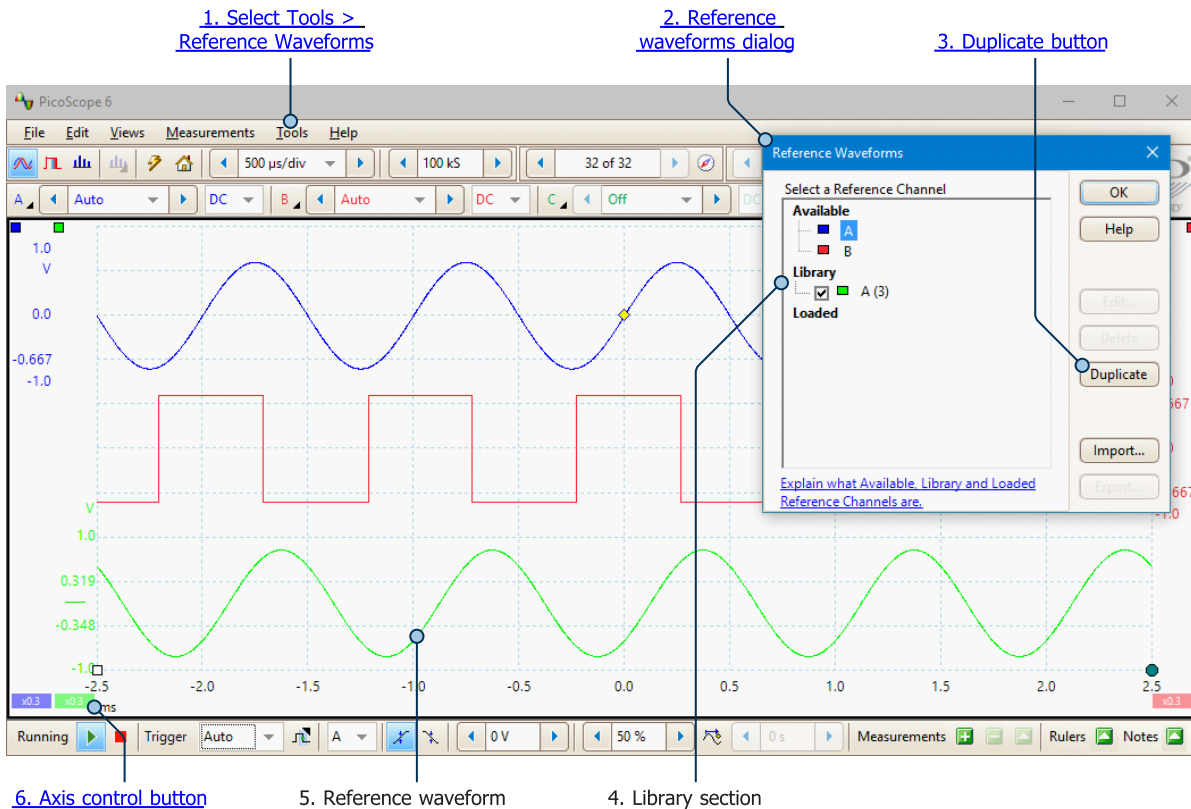 1. Select Tools >
Reference Waveforms
2. Reference
waveforms dialog
3. Duplicate button
PicoScope 6
File Edit Views Measurements Tools Help
500 µs/div 100 kS 32 of 32
A Auto DC B Auto DC C Off DC
Reference Waveforms
Select a Reference Channel
Available
A
B
Library
A (3)
Loaded
OK
Help
Edit...
Delete
Duplicate
Import...
Export...
Explain what Available, Library and Loaded
Reference Channels are.
1.0
V
0.0
-0.667
-1.0
V
1.0
0.319
-0.348
-1.0
-1.0
-2.5 -2.0 -1.5 -1.0 -0.5 0.0 0.5 1.0 1.5 2.0 2.5
x0.3 x0.3 ms x0.3
Running Trigger Auto A 0 V 50 % 0 s Measurements Rulers Notes
6. Axis control button
5. Reference waveform
4. Library section